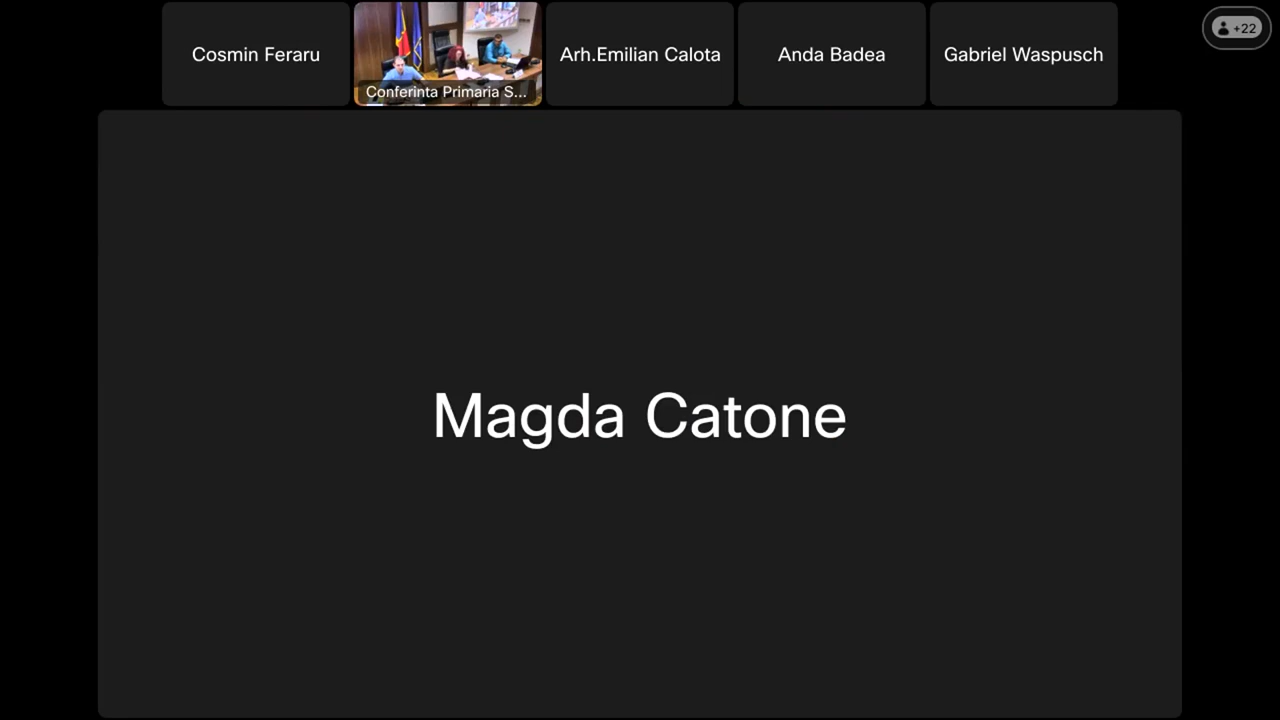 Cosmin Feraru
Conferinta Primaria S...
Arh.Emilian Calota
Anda Badea
Gabriel Waspusch
+22
Magda Catone